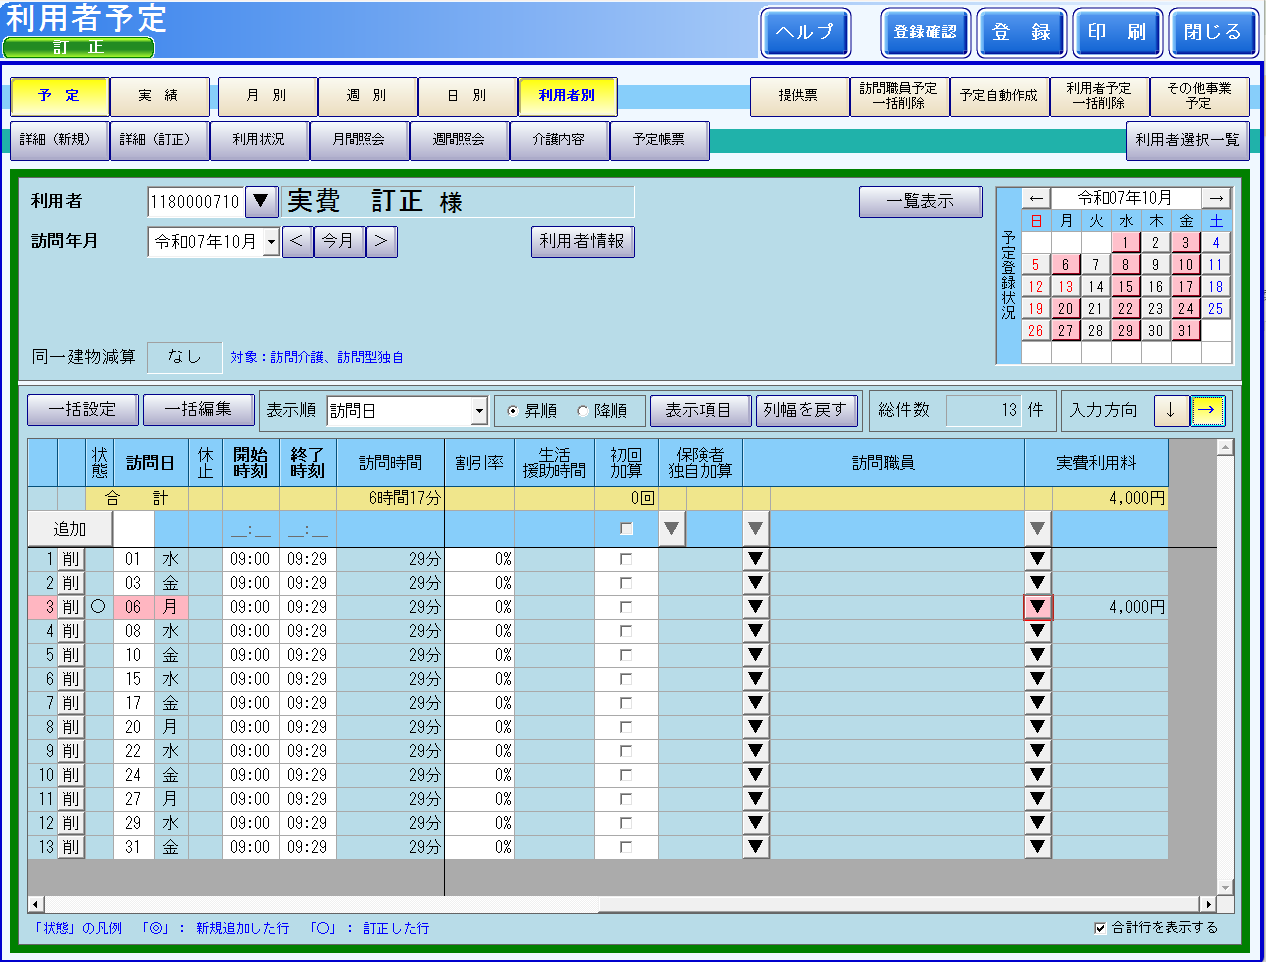 利用者予定
訂　正
ヘルプ
登録確認
登　録
印　刷
閉じる
予　定
実　績
月　別
週　別
日　別
利用者別
提供票
訪問職員予定
一括削除
予定自動作成
利用者予定
一括削除
その他事業
予定
詳細（新規）
詳細（訂正）
利用状況
月間照会
週間照会
介護内容
予定帳票
利用者選択一覧
利用者 1180000710 ▼ 実費　訂正 様
訪問年月 令和07年10月 < 今月 >
利用者情報
一覧表示
予定登録状況
← 令和07年10月 →
日 月 火 水 木 金 土
1 2 3 4
5 6 7 8 9 10 11
12 13 14 15 16 17 18
19 20 21 22 23 24 25
26 27 28 29 30 31
同一建物減算 なし 対象：訪問介護、訪問型独自
一括設定
一括編集
表示順 訪問日
昇順 降順
表示項目
列幅を戻す
総件数 13 件
入力方向 ↓ →
状態 訪問日 休止 開始時刻 終了時刻 訪問時間 割引率 生活援助時間 初回加算 保険者独自加算 訪問職員 実費利用料
合　計 6時間17分 0回 4,000円
追加 __:__ __:__ ▼ ▼ ▼
1 削 01 水 09:00 09:29 29分 0% ▼ ▼
2 削 03 金 09:00 09:29 29分 0% ▼ ▼
3 削 ○ 06 月 09:00 09:29 29分 0% ▼ ▼ 4,000円
4 削 08 水 09:00 09:29 29分 0% ▼ ▼
5 削 10 金 09:00 09:29 29分 0% ▼ ▼
6 削 15 水 09:00 09:29 29分 0% ▼ ▼
7 削 17 金 09:00 09:29 29分 0% ▼ ▼
8 削 20 月 09:00 09:29 29分 0% ▼ ▼
9 削 22 水 09:00 09:29 29分 0% ▼ ▼
10 削 24 金 09:00 09:29 29分 0% ▼ ▼
11 削 27 月 09:00 09:29 29分 0% ▼ ▼
12 削 29 水 09:00 09:29 29分 0% ▼ ▼
13 削 31 金 09:00 09:29 29分 0% ▼ ▼
「状態」の凡例　「◎」：　新規追加した行　「○」：　訂正した行
合計行を表示する